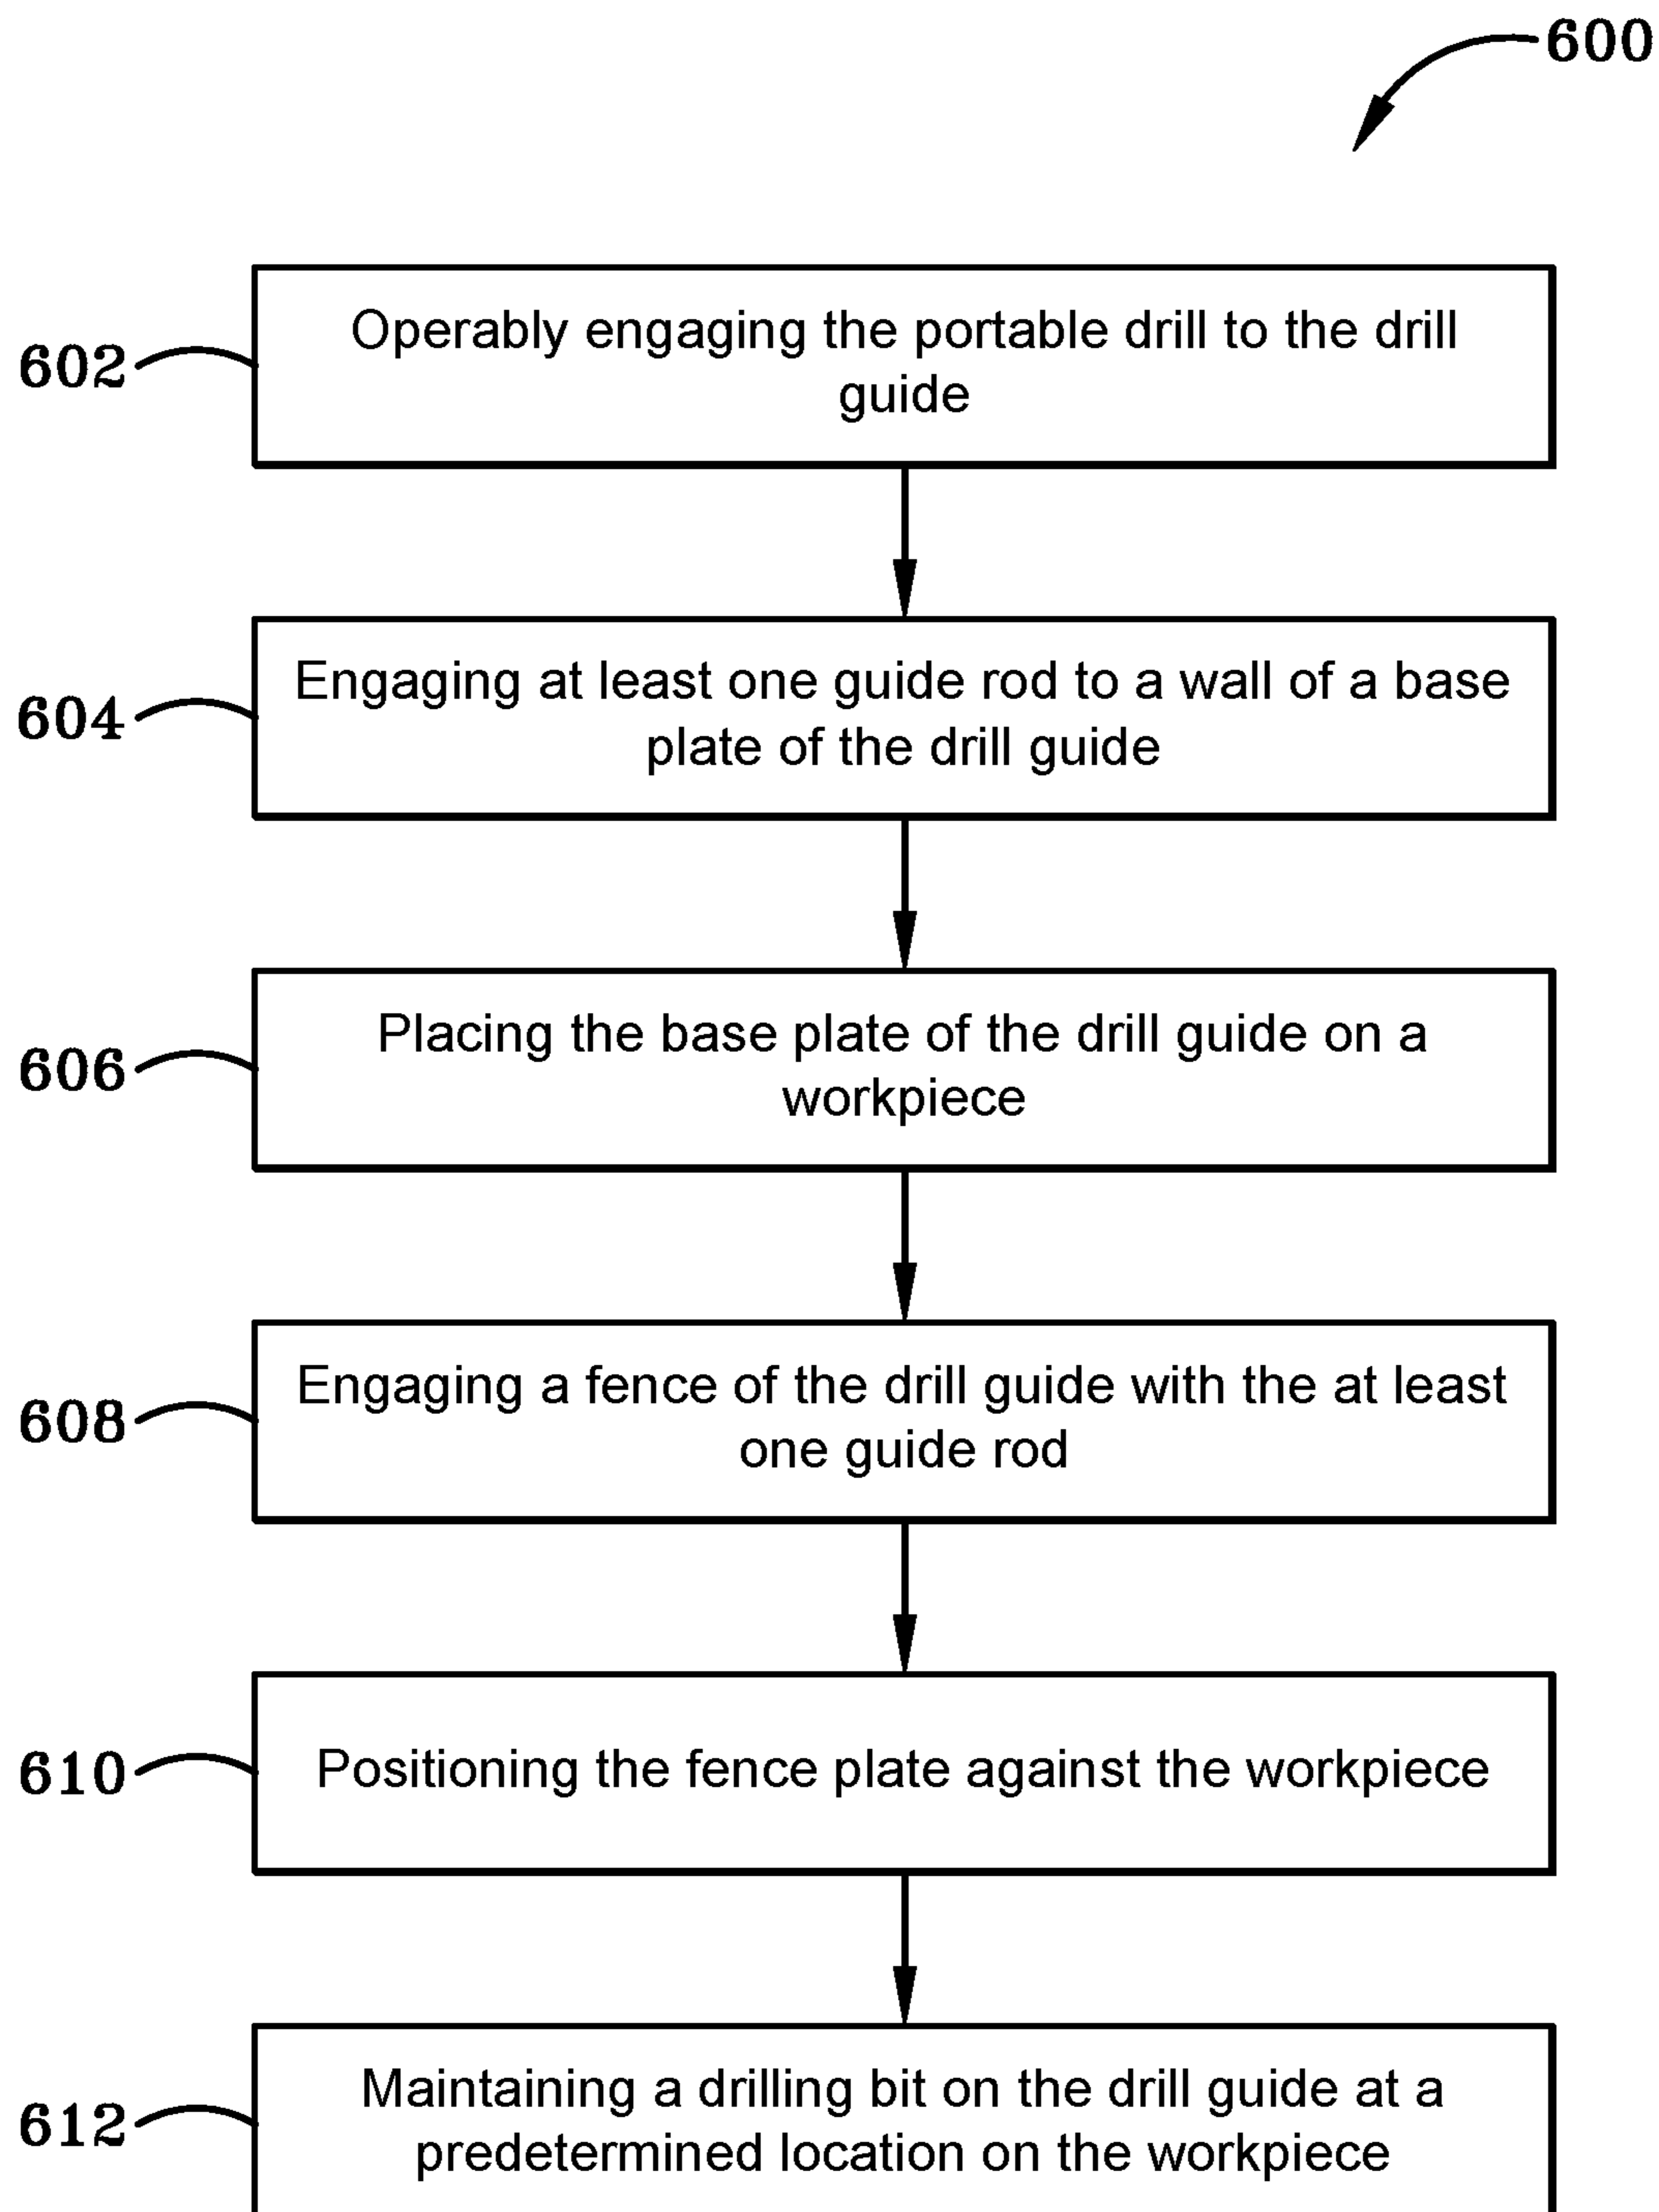 600
602
Operably engaging the portable drill to the drill
guide
604
Engaging at least one guide rod to a wall of a base
plate of the drill guide
606
Placing the base plate of the drill guide on a
workpiece
608
Engaging a fence of the drill guide with the at least
one guide rod
610
Positioning the fence plate against the workpiece
612
Maintaining a drilling bit on the drill guide at a
predetermined location on the workpiece